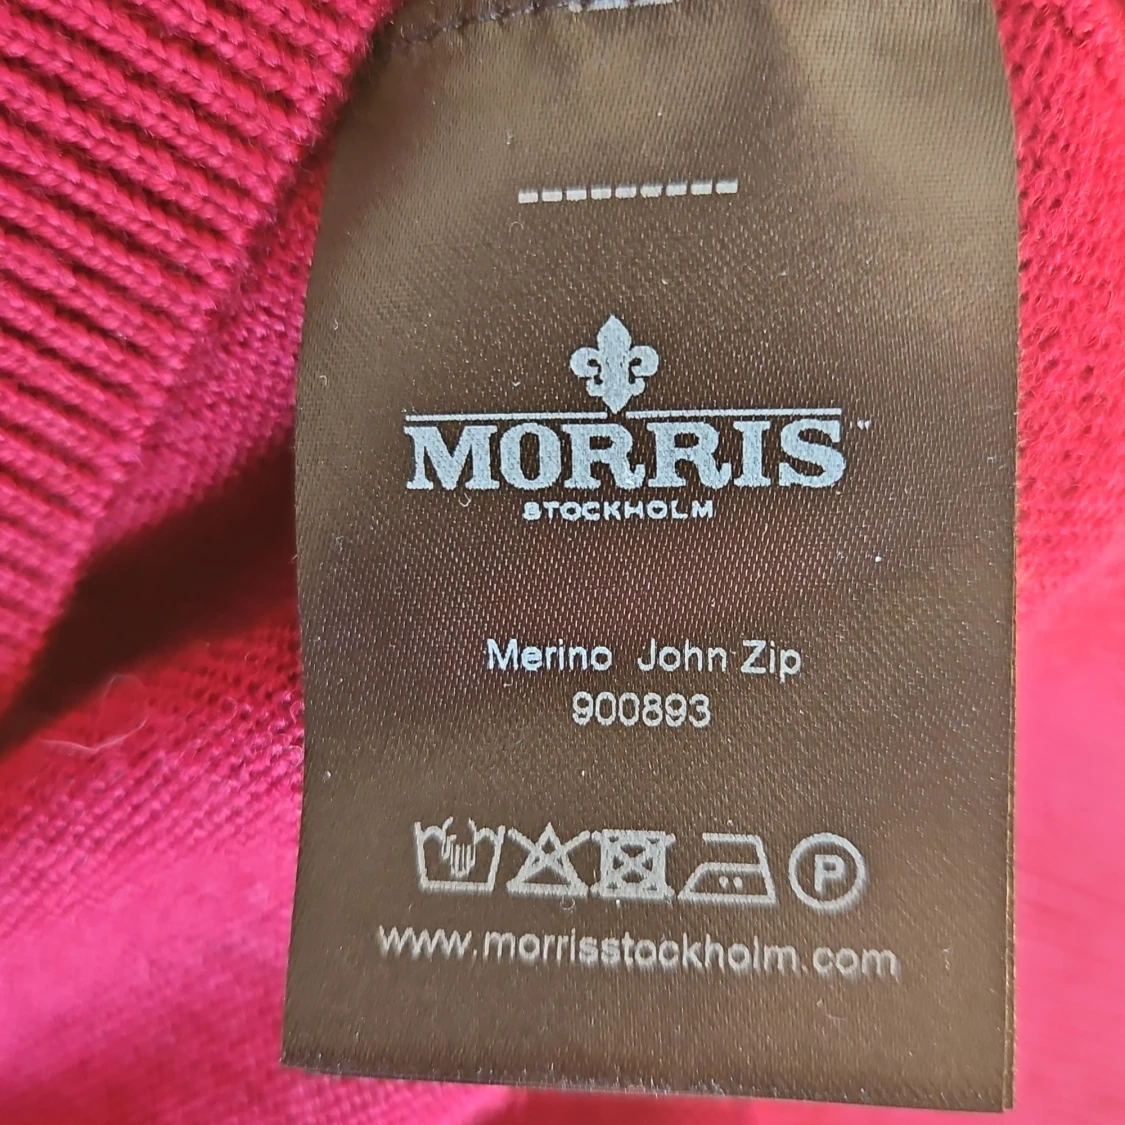 MORRIS
STOCKHOLM
Merino John Zip
900893
P
www.morrisstockholm.com